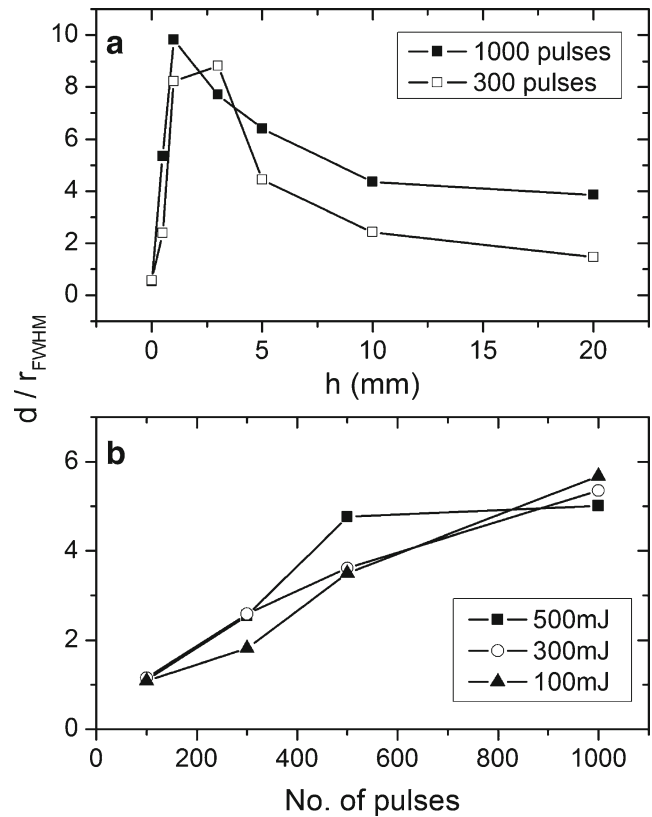 a
1000 pulses
300 pulses
10
8
6
4
2
0
0 5 10 15 20
h (mm)
d / rFWHM
b
6
4
2
0
500mJ
300mJ
100mJ
0 200 400 600 800 1000
No. of pulses